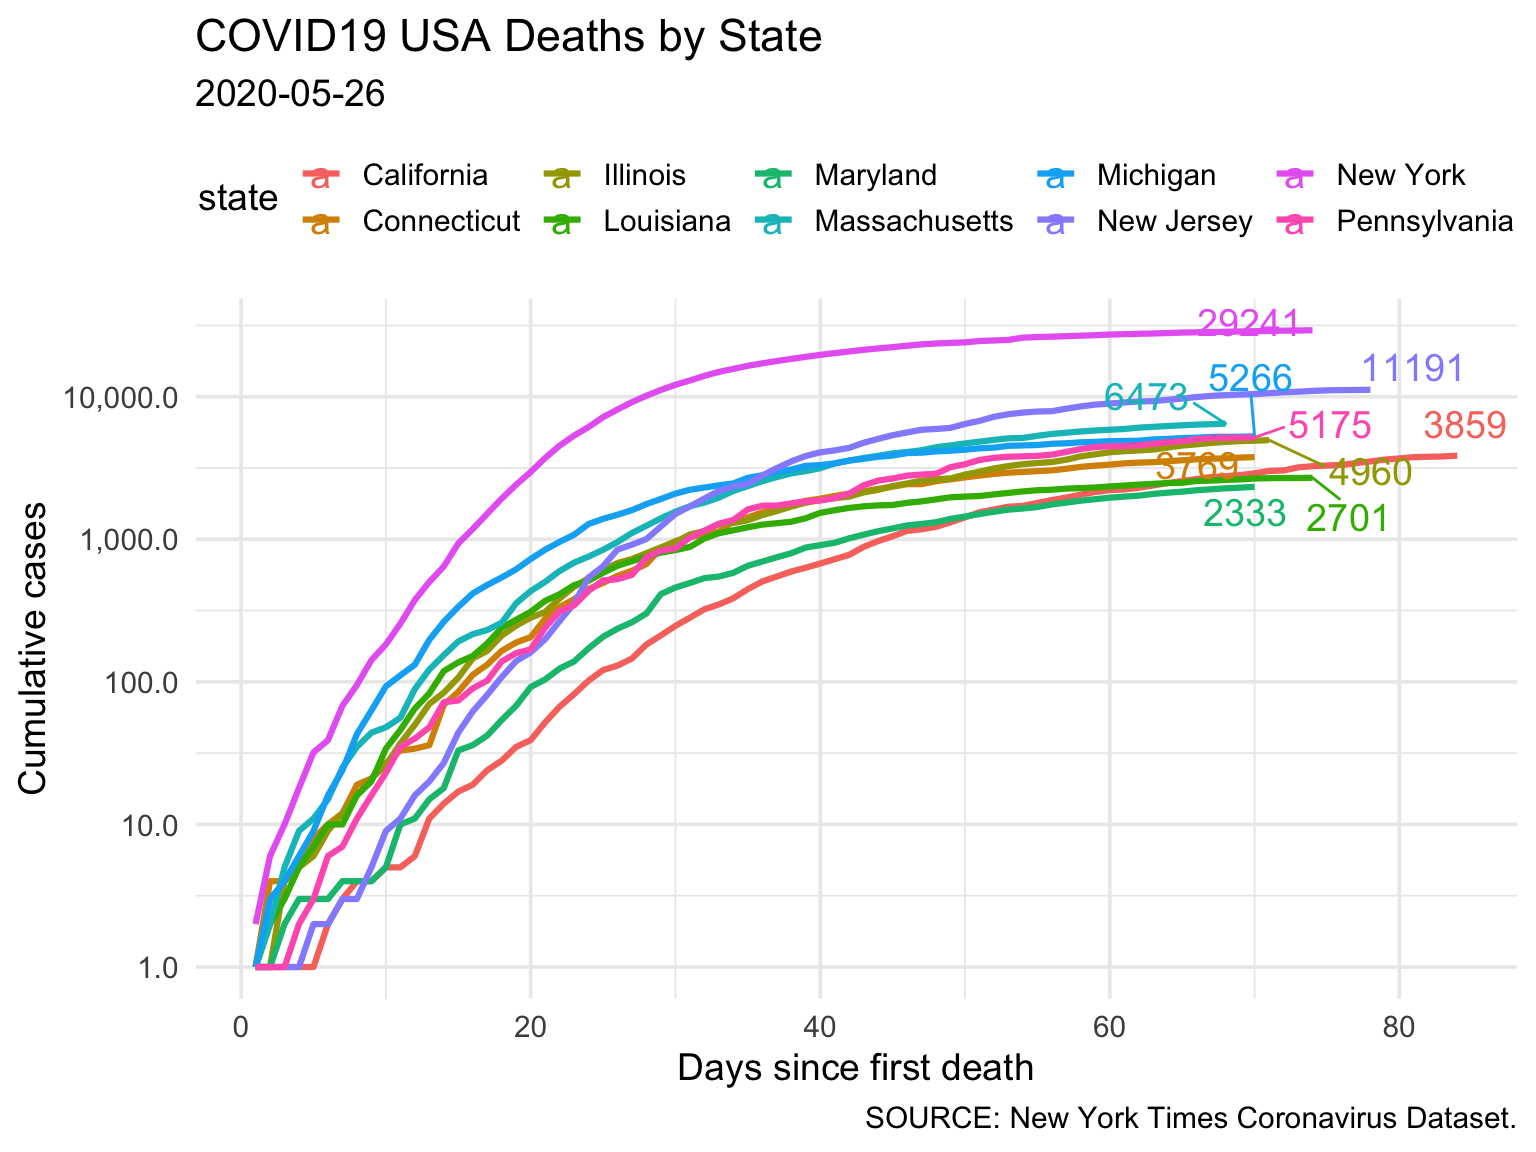 COVID19 USA Deaths by State
2020-05-26
state
a California a Illinois a Maryland a Michigan a New York
a Connecticut a Louisiana a Massachusetts a New Jersey a Pennsylvania
Cumulative cases
29241
11191
5266
6473
10,000.0
5175
3859
3769
4960
2333
2701
1,000.0
100.0
10.0
1.0
0 20 40 60 80
Days since first death
SOURCE: New York Times Coronavirus Dataset.